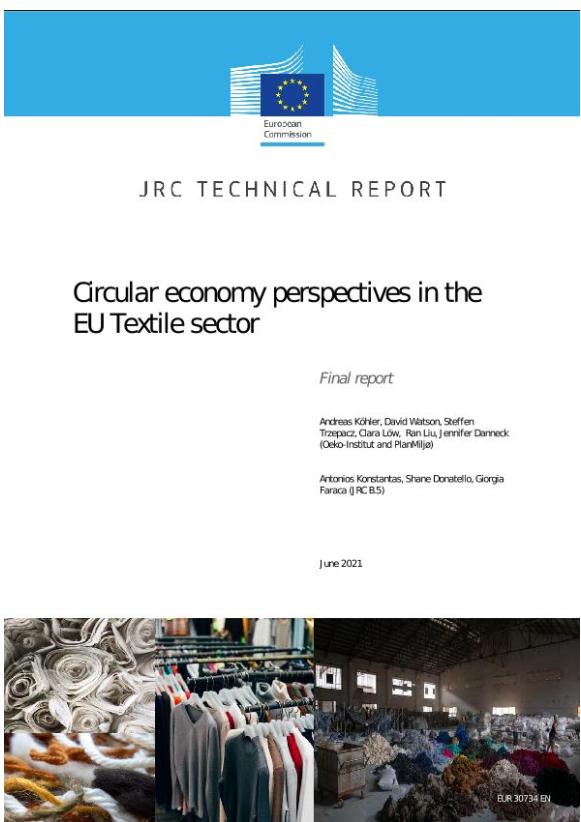 European
Commission
JRC TECHNICAL REPORT
Circular economy perspectives in the
EU Textile sector
Final report
Andreas Köhler, David Watson, Steffen
Trzepacz, Clara Löw, Ran Liu, Jennifer Danneck
(Oeko-Institut and PlanMiljø)
Antonios Konstantas, Shane Donatello, Giorgia
Faraca (JRC B.5)
June 2021
EUR 30734 EN